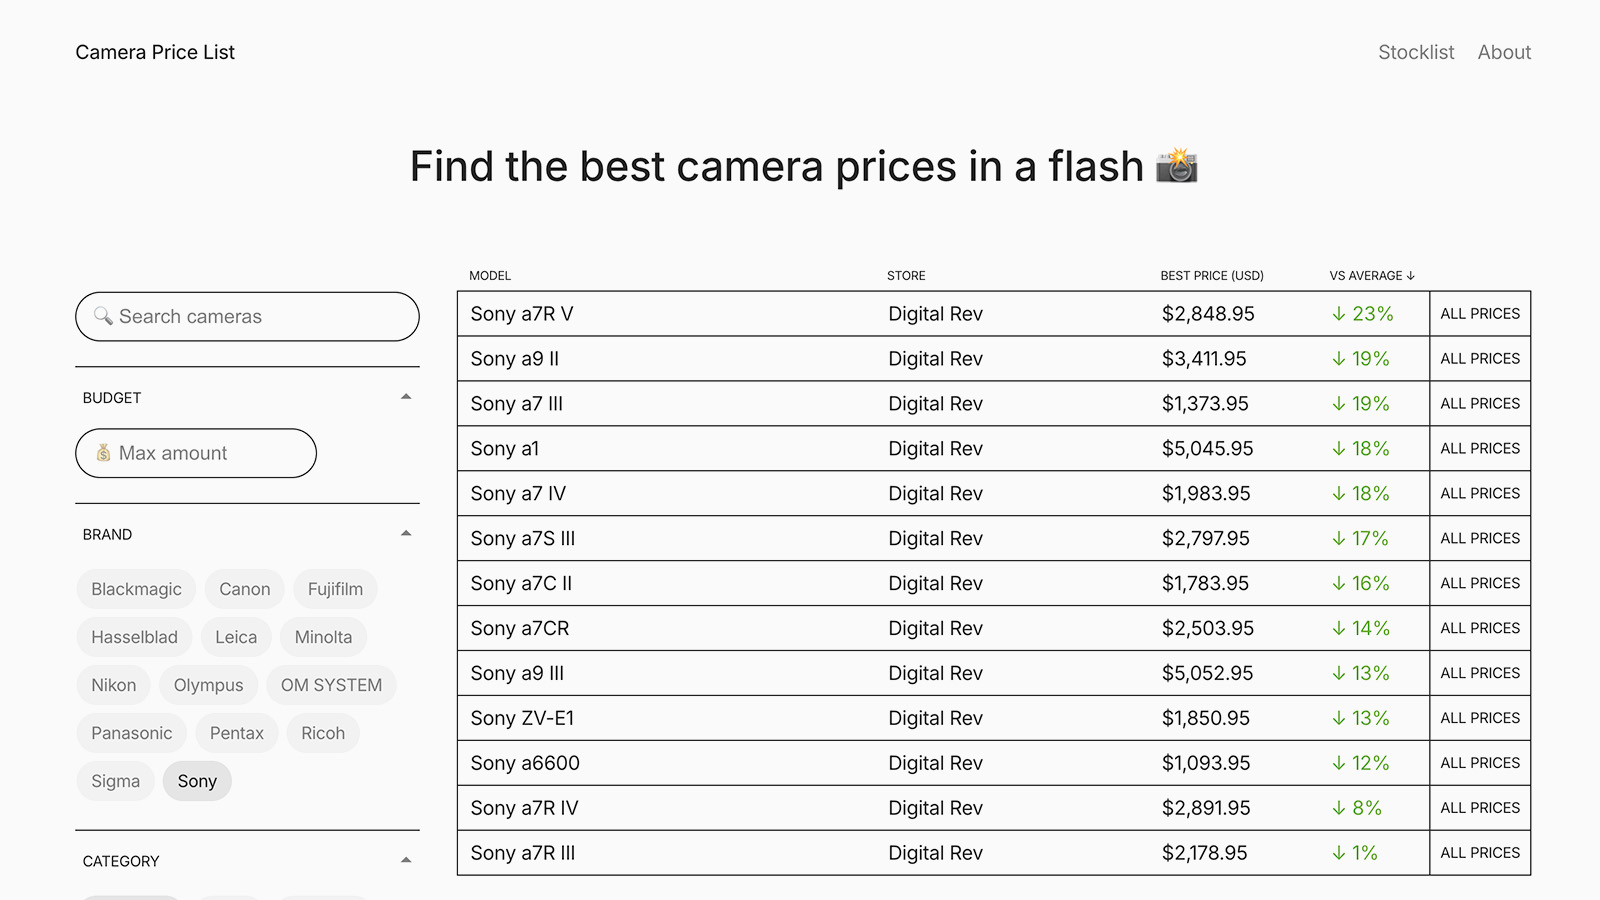 Camera Price List
Stocklist About
Find the best camera prices in a flash 📸
🔍 Search cameras
BUDGET
💰 Max amount
BRAND
Blackmagic Canon Fujifilm
Hasselblad Leica Minolta
Nikon Olympus OM SYSTEM
Panasonic Pentax Ricoh
Sigma Sony
CATEGORY
MODEL STORE BEST PRICE (USD) VS AVERAGE ↓
Sony a7R V Digital Rev $2,848.95 ↓ 23% ALL PRICES
Sony a9 II Digital Rev $3,411.95 ↓ 19% ALL PRICES
Sony a7 III Digital Rev $1,373.95 ↓ 19% ALL PRICES
Sony a1 Digital Rev $5,045.95 ↓ 18% ALL PRICES
Sony a7 IV Digital Rev $1,983.95 ↓ 18% ALL PRICES
Sony a7S III Digital Rev $2,797.95 ↓ 17% ALL PRICES
Sony a7C II Digital Rev $1,783.95 ↓ 16% ALL PRICES
Sony a7CR Digital Rev $2,503.95 ↓ 14% ALL PRICES
Sony a9 III Digital Rev $5,052.95 ↓ 13% ALL PRICES
Sony ZV-E1 Digital Rev $1,850.95 ↓ 13% ALL PRICES
Sony a6600 Digital Rev $1,093.95 ↓ 12% ALL PRICES
Sony a7R IV Digital Rev $2,891.95 ↓ 8% ALL PRICES
Sony a7R III Digital Rev $2,178.95 ↓ 1% ALL PRICES